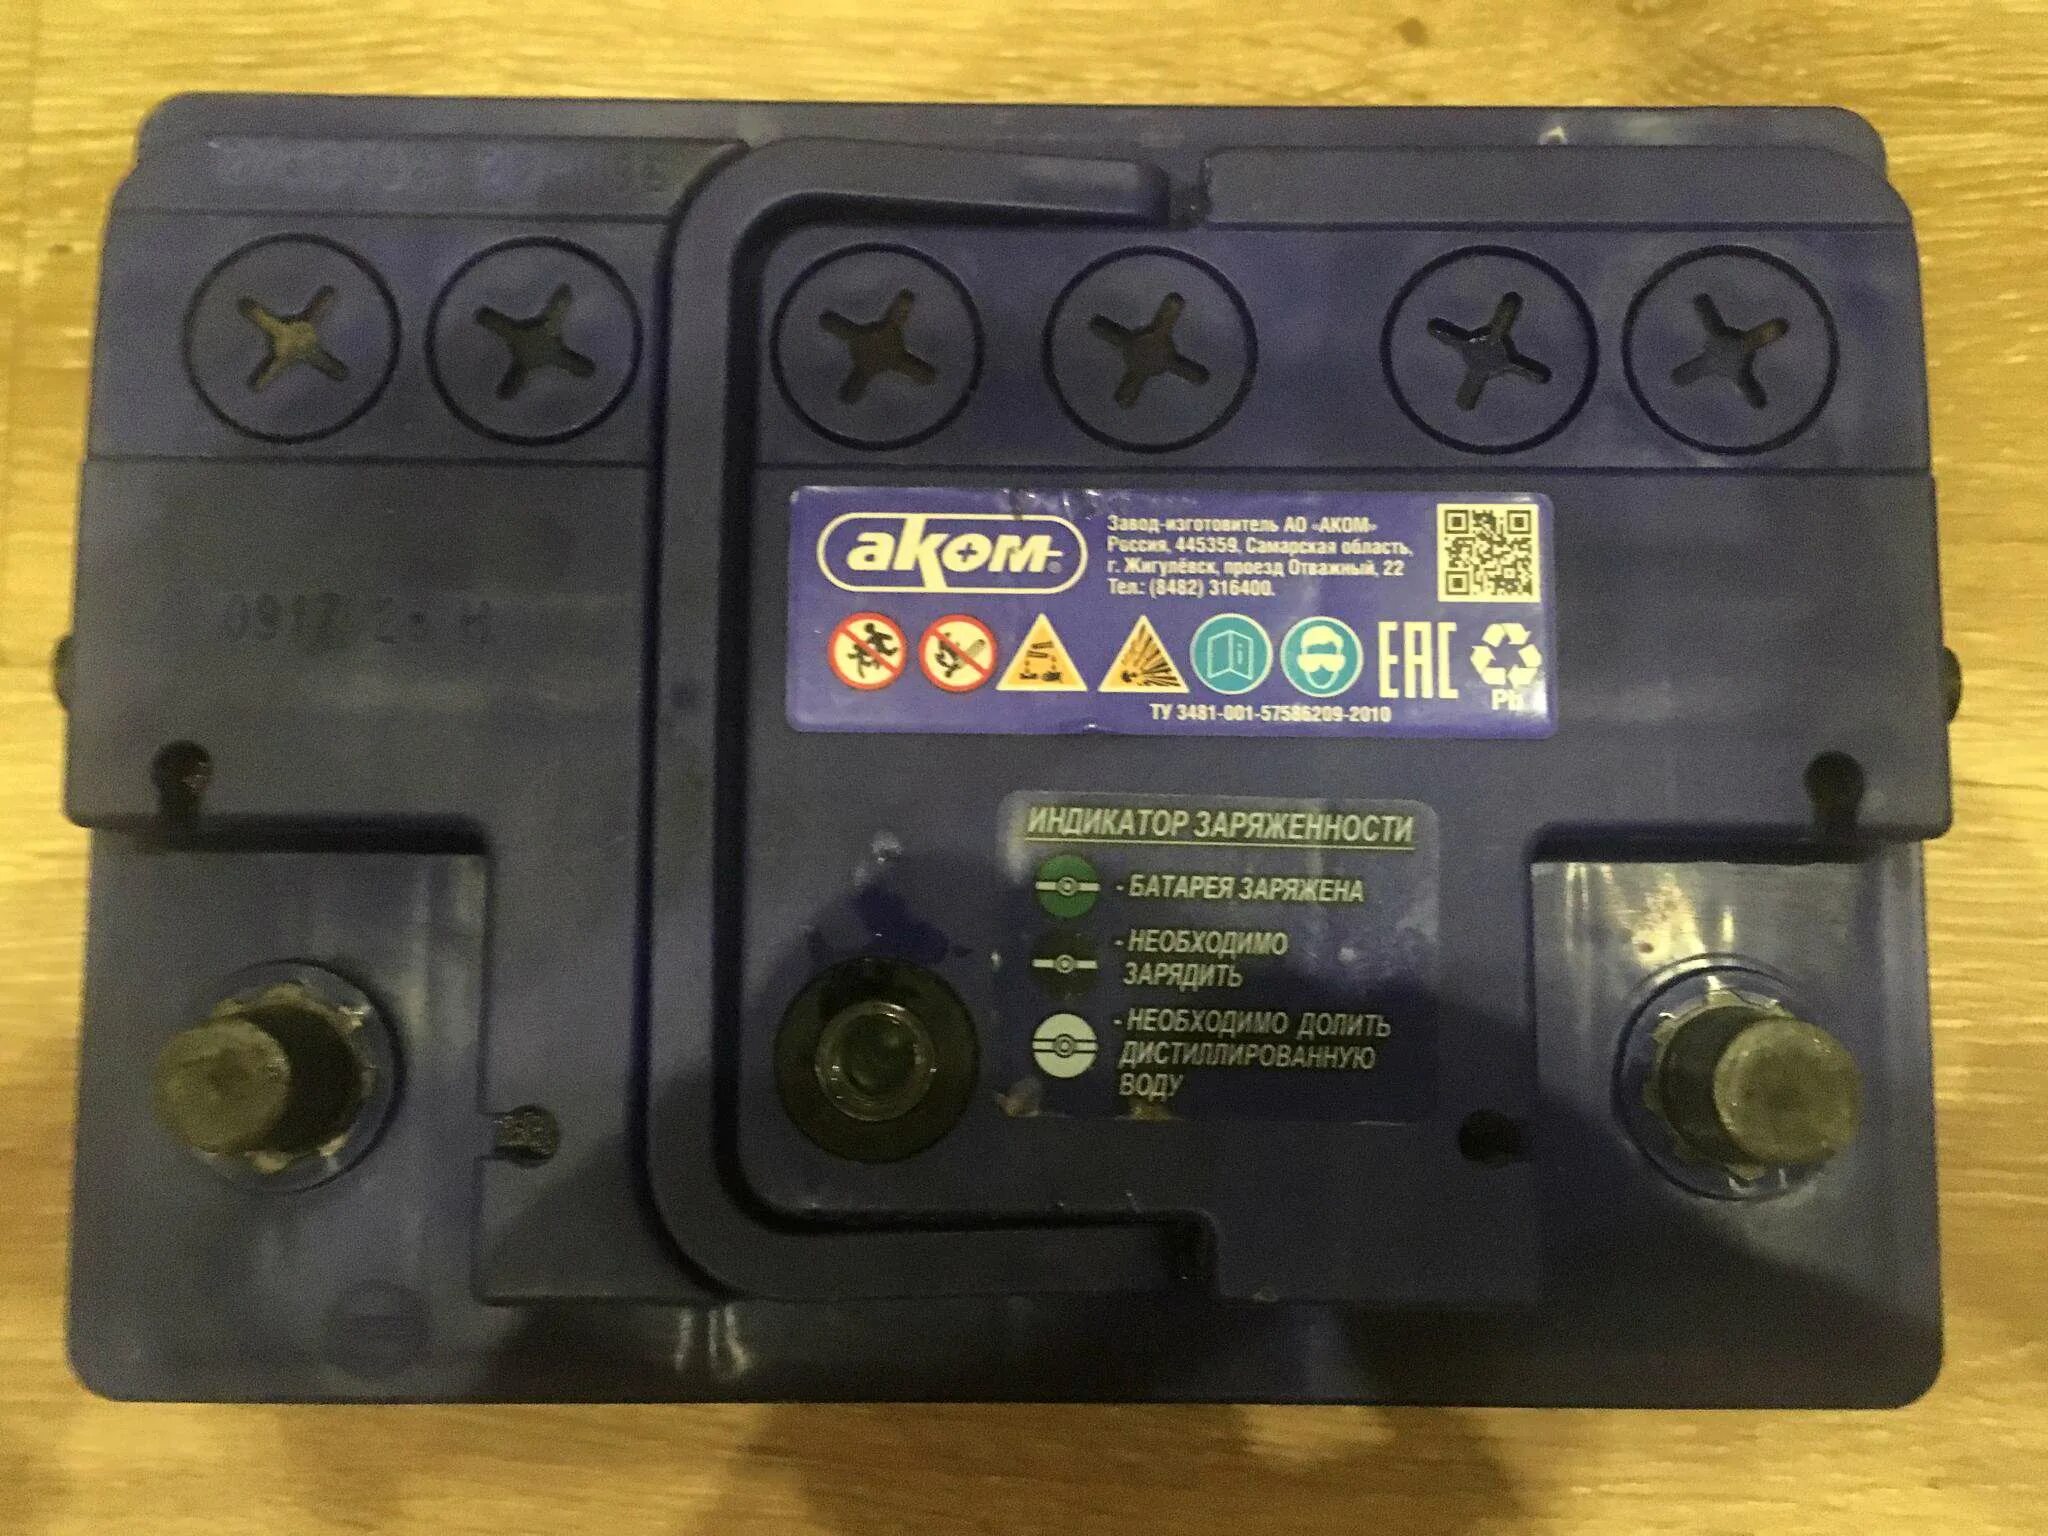 аком
Завод-изготовитель АО «АКОМ»
Россия, 445359, Самарская область,
г. Жигулёвск, проезд Отважный, 22
Тел.: (8482) 316400.
EAC
Pb
ТУ 3481-001-57586209-2010
ИНДИКАТОР ЗАРЯЖЕННОСТИ
- БАТАРЕЯ ЗАРЯЖЕНА
- НЕОБХОДИМО
ЗАРЯДИТЬ
- НЕОБХОДИМО ДОЛИТЬ
ДИСТИЛЛИРОВАННУЮ
ВОДУ